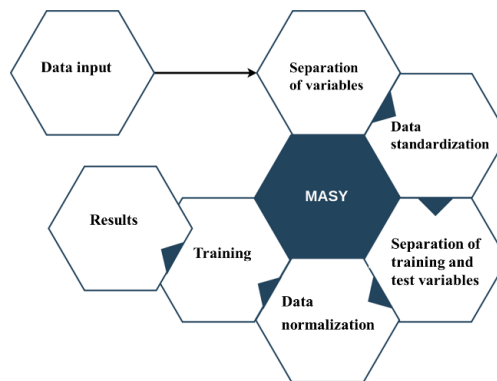 Data input
Separation
of variables
Data
standardization
MASY
Separation of
training and
test variables
Data
normalization
Training
Results